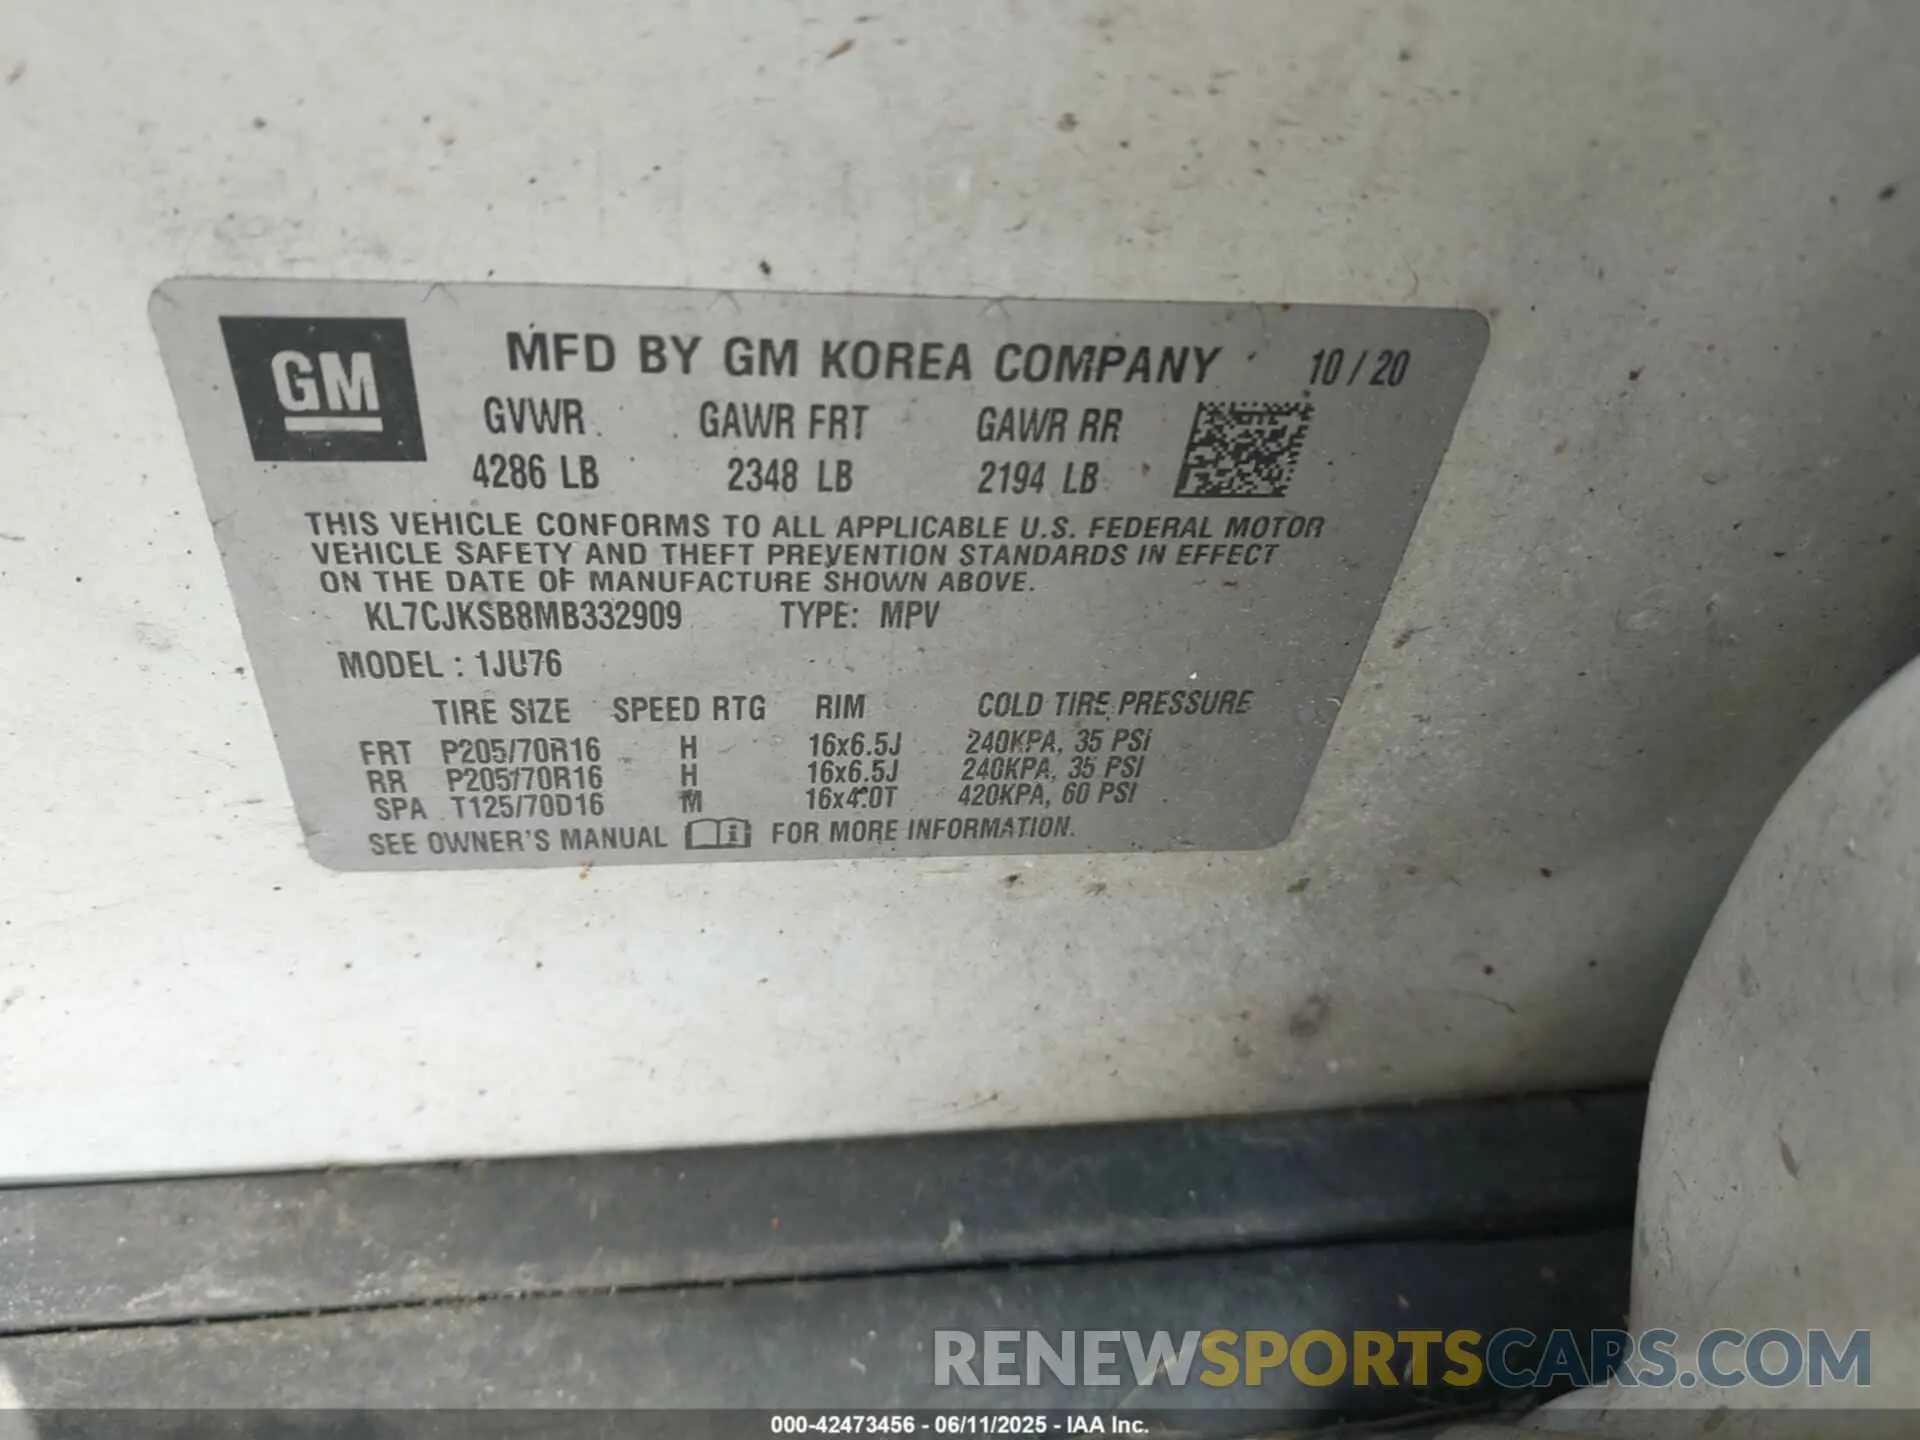 GM
MFD BY GM KOREA COMPANY 10 / 20
GVWR GAWR FRT GAWR RR
4286 LB 2348 LB 2194 LB
THIS VEHICLE CONFORMS TO ALL APPLICABLE U.S. FEDERAL MOTOR
VEHICLE SAFETY AND THEFT PREVENTION STANDARDS IN EFFECT
ON THE DATE OF MANUFACTURE SHOWN ABOVE.
KL7CJKSB8MB332909 TYPE: MPV
MODEL : 1JU76
TIRE SIZE SPEED RTG RIM COLD TIRE PRESSURE
FRT P205/70R16 H 16x6.5J 240KPA, 35 PSI
RR P205/70R16 H 16x6.5J 240KPA, 35 PSI
SPA T125/70D16 M 16x4.0T 420KPA, 60 PSI
SEE OWNER'S MANUAL FOR MORE INFORMATION.
RENEWSPORTSCARS.COM
000-42473456 - 06/11/2025 - IAA Inc.